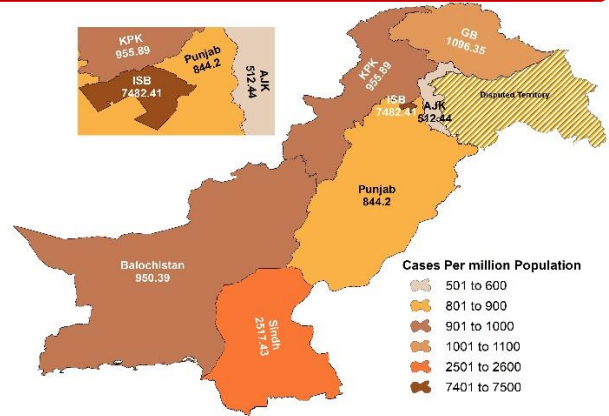 KPK
955.89
Punjab
844.2
ISB
7482.41
AJK
512.44
GB
1096.35
KPK
955.89
ISB
7482.41
AJK
512.44
Disputed Territory
Punjab
844.2
Balochistan
950.39
Sindh
2517.43
Cases Per million Population
501 to 600
801 to 900
901 to 1000
1001 to 1100
2501 to 2600
7401 to 7500